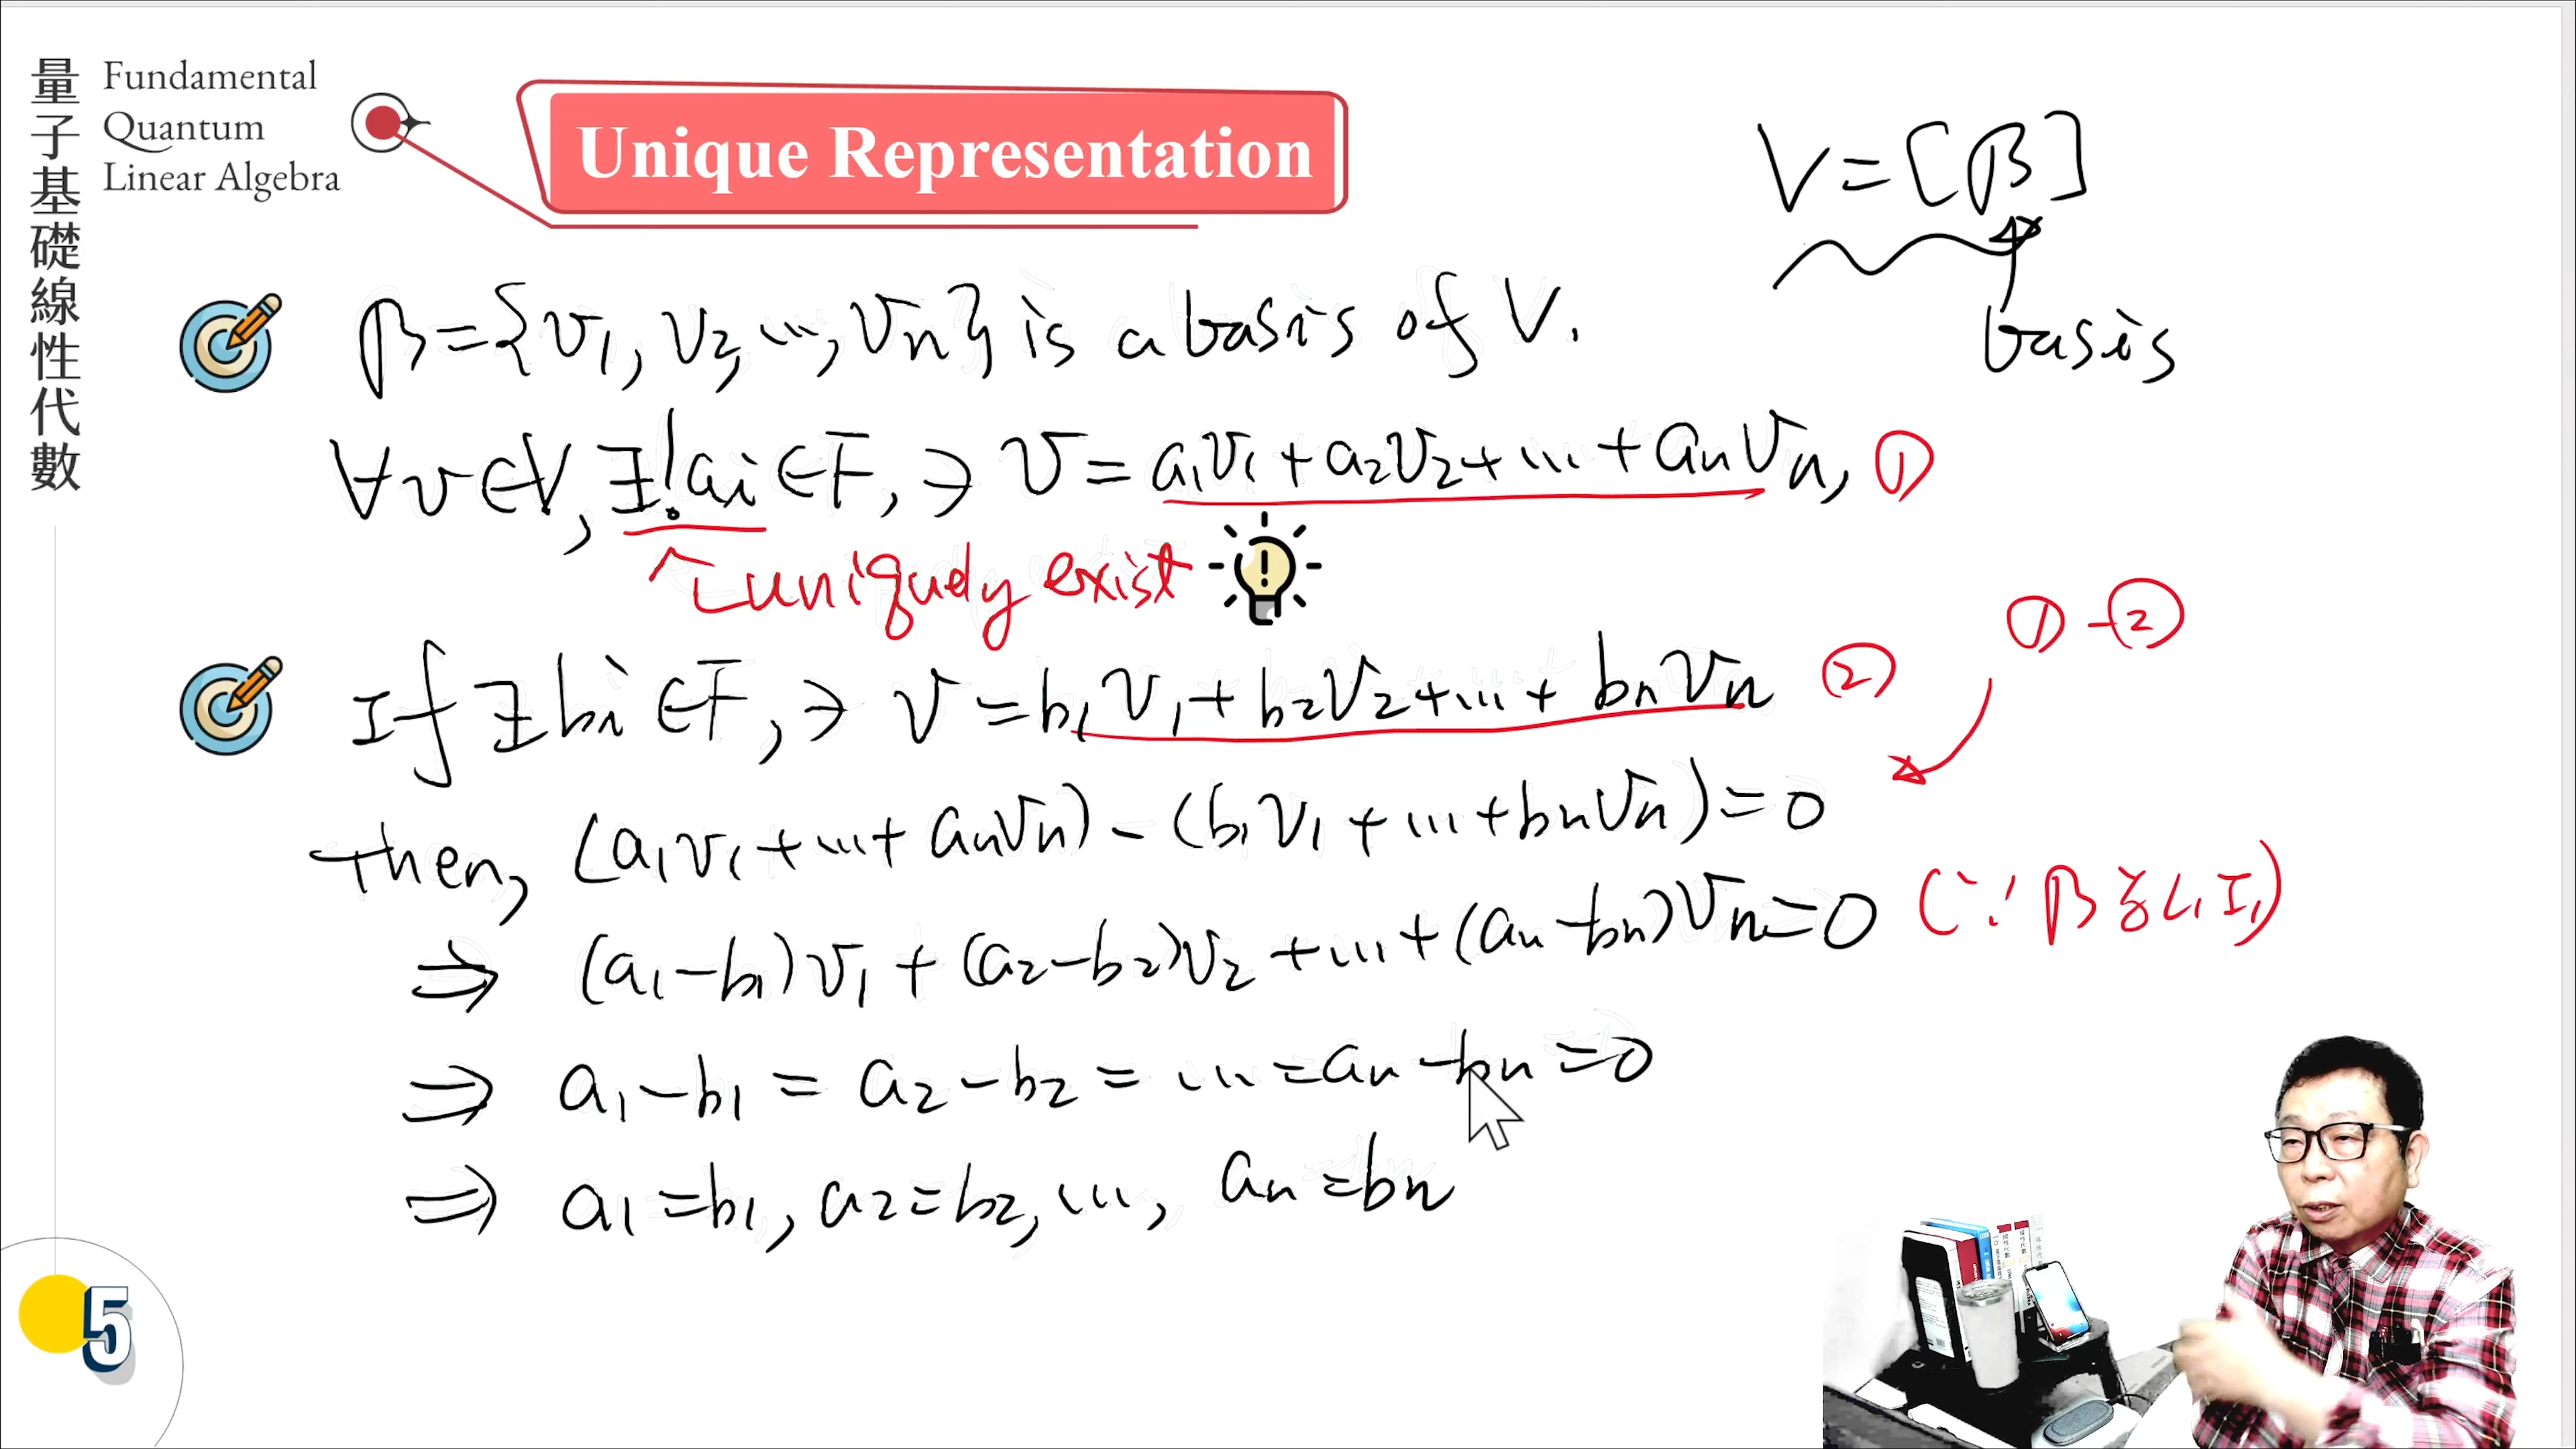 量子基礎線性代數
Fundamental
Quantum
Linear Algebra
Unique Representation
V = [β]
basis
β = {v₁, v₂, ..., vₙ} is a basis of V.
∀v∈V, ∃! aᵢ ∈ F, ∋ v = a₁v₁ + a₂v₂ + ... + aₙvₙ, ①
uniquely exist
① - ②
If ∃ bᵢ ∈ F, ∋ v = b₁v₁ + b₂v₂ + ... + bₙvₙ ②
then, (a₁v₁ + ... + aₙvₙ) - (b₁v₁ + ... + bₙvₙ) = 0
⇒ (a₁-b₁)v₁ + (a₂-b₂)v₂ + ... + (aₙ-bₙ)vₙ = 0 (∵ β 為 L.I.)
⇒ a₁-b₁ = a₂-b₂ = ... = aₙ-bₙ = 0
⇒ a₁=b₁, a₂=b₂, ..., aₙ=bₙ
5